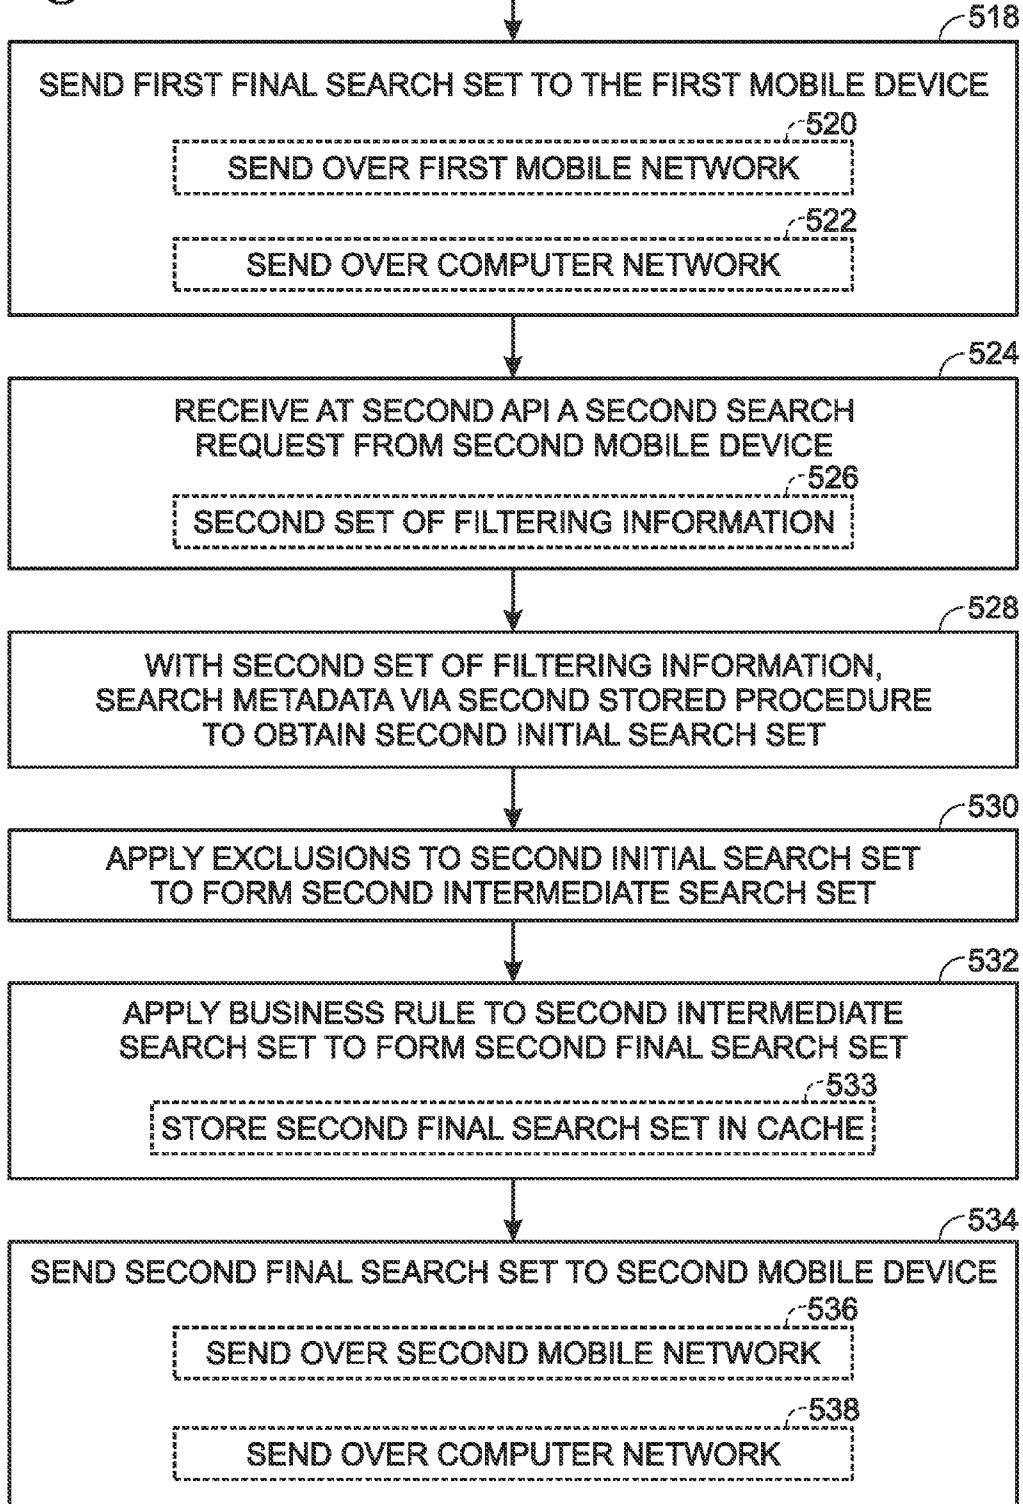 518
SEND FIRST FINAL SEARCH SET TO THE FIRST MOBILE DEVICE
520
SEND OVER FIRST MOBILE NETWORK
522
SEND OVER COMPUTER NETWORK
524
RECEIVE AT SECOND API A SECOND SEARCH
REQUEST FROM SECOND MOBILE DEVICE
526
SECOND SET OF FILTERING INFORMATION
528
WITH SECOND SET OF FILTERING INFORMATION,
SEARCH METADATA VIA SECOND STORED PROCEDURE
TO OBTAIN SECOND INITIAL SEARCH SET
530
APPLY EXCLUSIONS TO SECOND INITIAL SEARCH SET
TO FORM SECOND INTERMEDIATE SEARCH SET
532
APPLY BUSINESS RULE TO SECOND INTERMEDIATE
SEARCH SET TO FORM SECOND FINAL SEARCH SET
533
STORE SECOND FINAL SEARCH SET IN CACHE
534
SEND SECOND FINAL SEARCH SET TO SECOND MOBILE DEVICE
536
SEND OVER SECOND MOBILE NETWORK
538
SEND OVER COMPUTER NETWORK